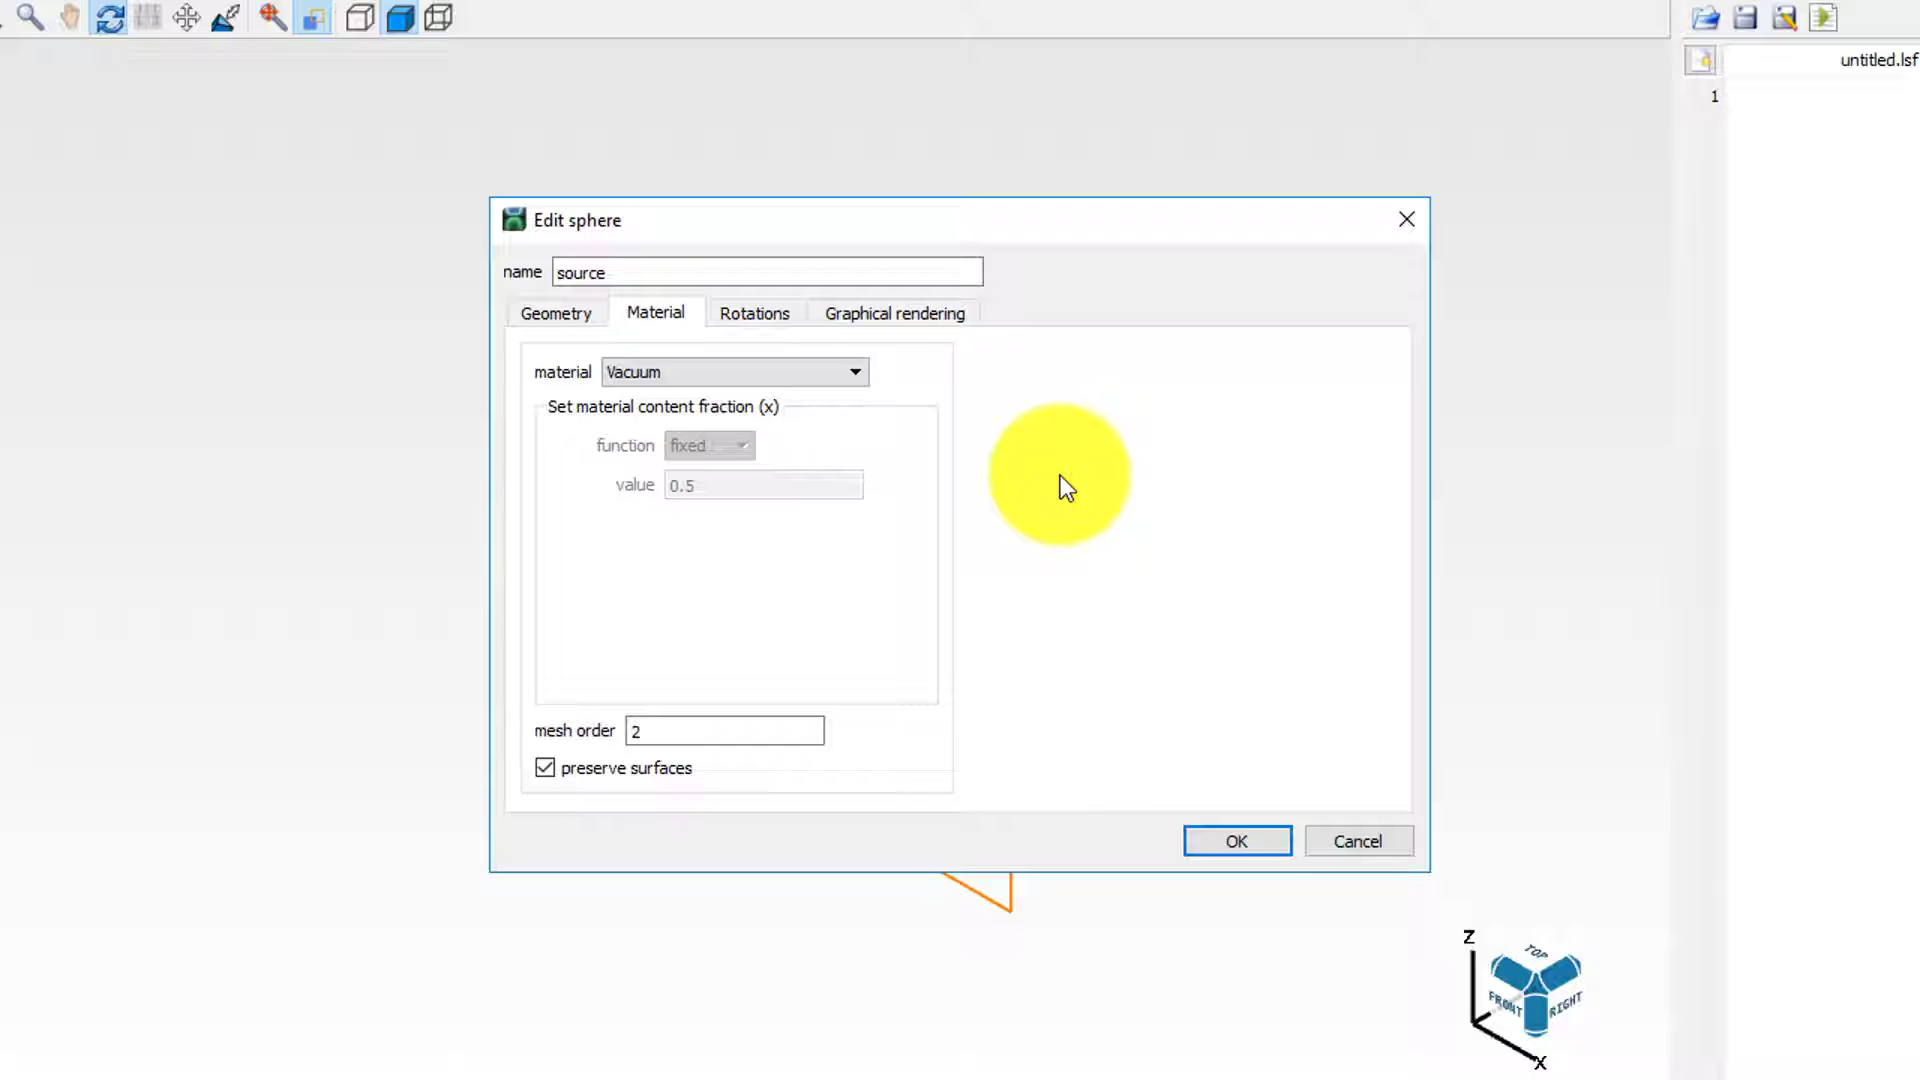 untitled.lsf
1
Edit sphere
name source
Geometry Material Rotations Graphical rendering
material Vacuum
Set material content fraction (x)
function fixed
value 0.5
mesh order 2
preserve surfaces
OK Cancel
Z
TOP
FRONT RIGHT
X